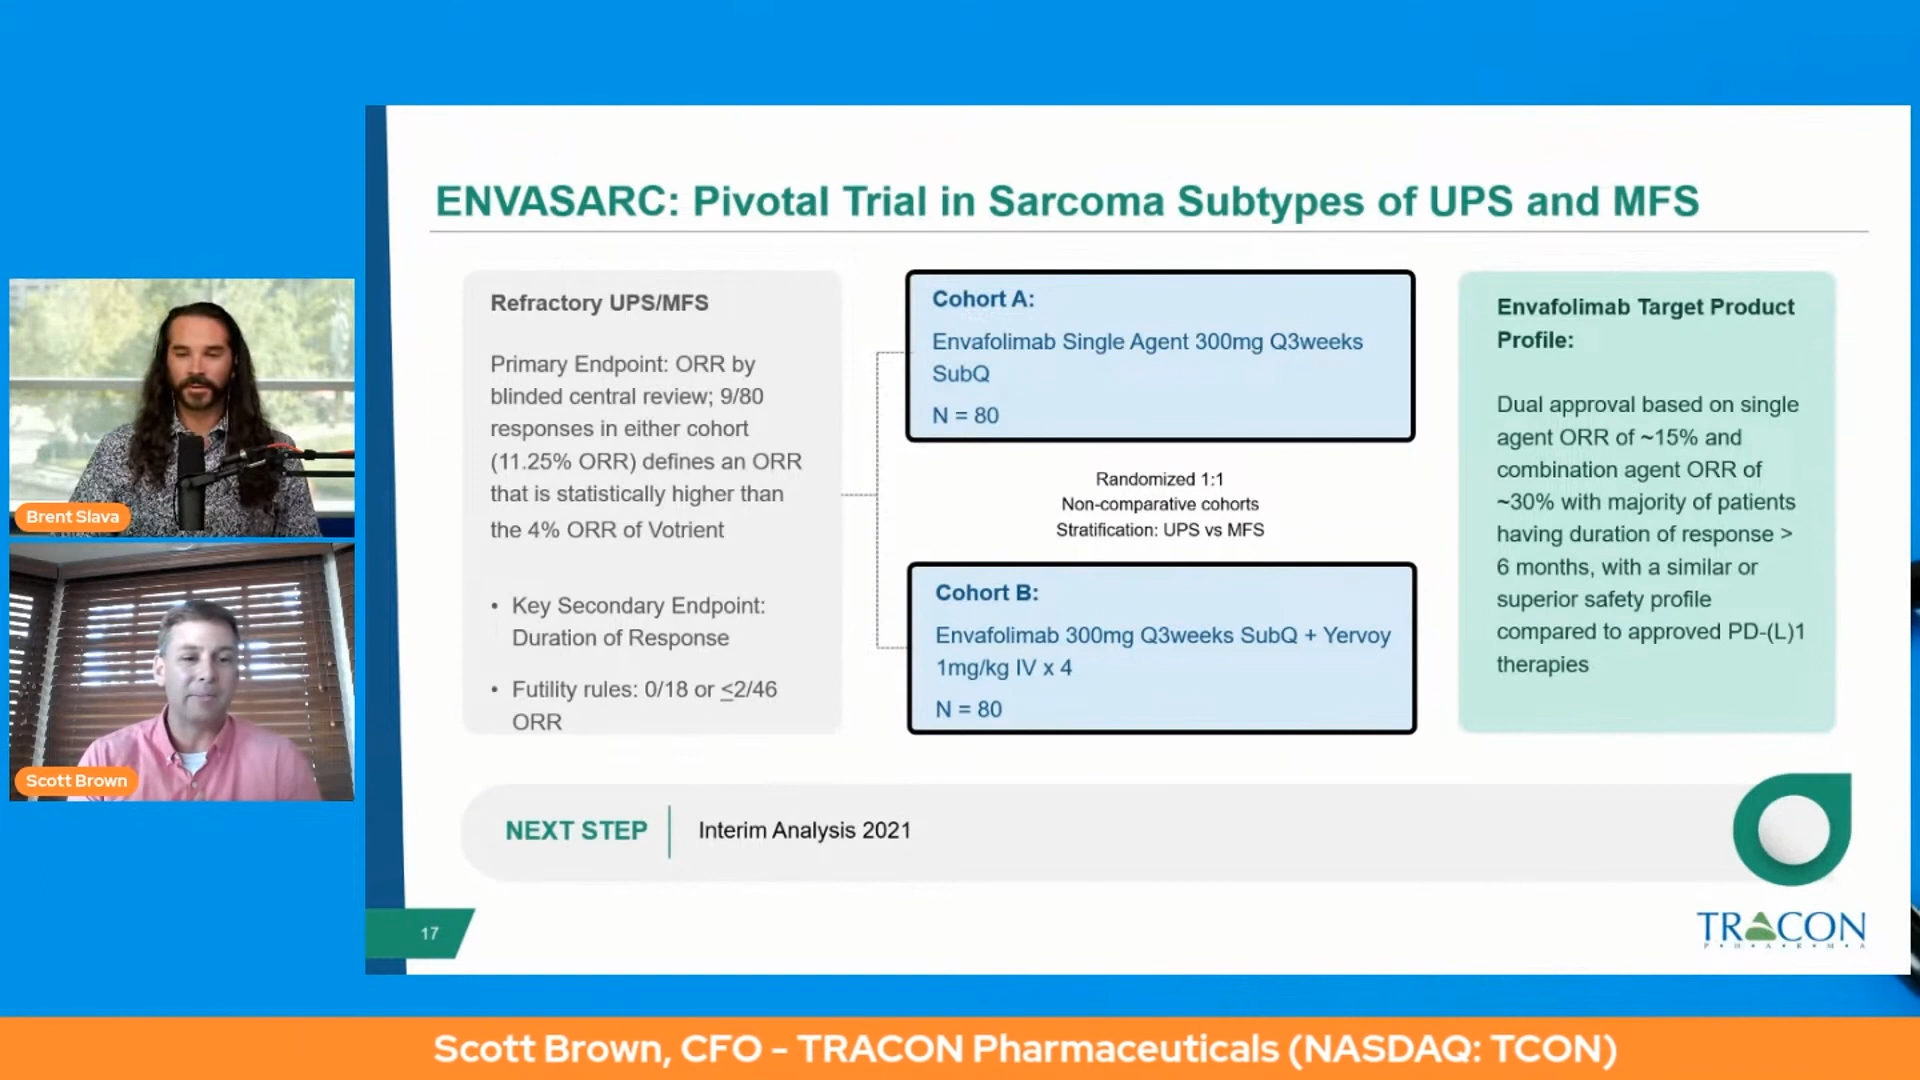 ENVASARC: Pivotal Trial in Sarcoma Subtypes of UPS and MFS
Refractory UPS/MFS
Primary Endpoint: ORR by
blinded central review; 9/80
responses in either cohort
(11.25% ORR) defines an ORR
that is statistically higher than
the 4% ORR of Votrient
• Key Secondary Endpoint:
Duration of Response
• Futility rules: 0/18 or ≤2/46
ORR
Cohort A:
Envafolimab Single Agent 300mg Q3weeks
SubQ
N = 80
Randomized 1:1
Non-comparative cohorts
Stratification: UPS vs MFS
Cohort B:
Envafolimab 300mg Q3weeks SubQ + Yervoy
1mg/kg IV x 4
N = 80
Envafolimab Target Product
Profile:
Dual approval based on single
agent ORR of ~15% and
combination agent ORR of
~30% with majority of patients
having duration of response >
6 months, with a similar or
superior safety profile
compared to approved PD-(L)1
therapies
NEXT STEP
Interim Analysis 2021
17
TRACON
PHARMA
Brent Slava
Scott Brown
Scott Brown, CFO - TRACON Pharmaceuticals (NASDAQ: TCON)